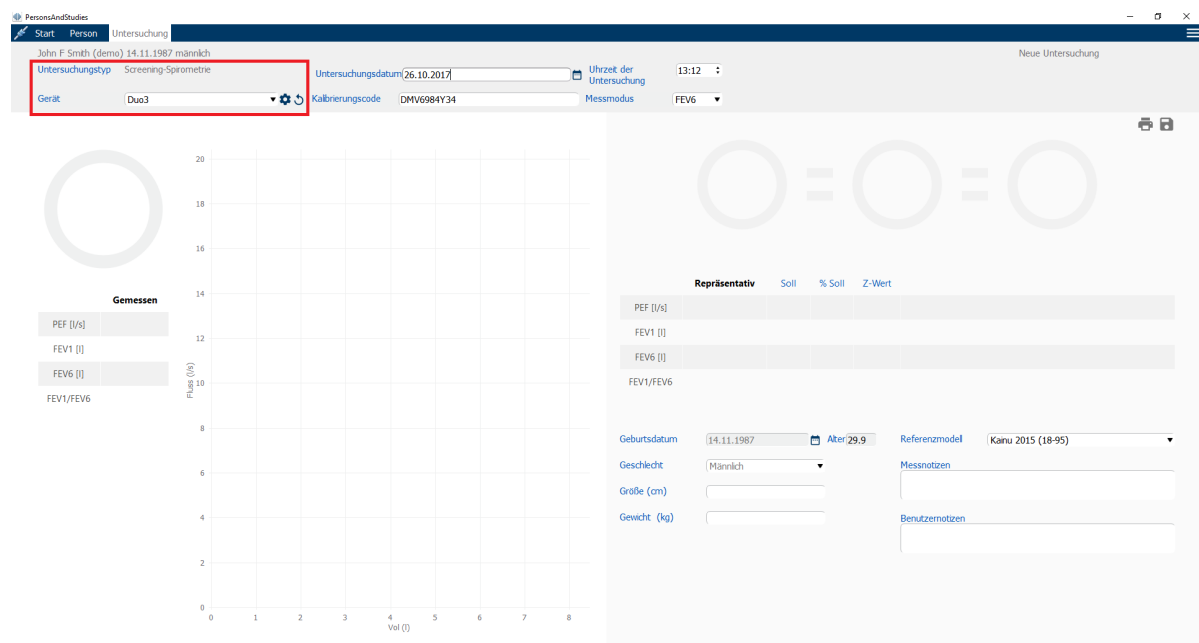 PersonsAndStudies
Start Person Untersuchung
John F Smith (demo) 14.11.1987 männlich
Neue Untersuchung
Untersuchungstyp Screening-Spirometrie
Untersuchungsdatum 26.10.2017
Uhrzeit der
Untersuchung
13:12
Gerät Duo3
Kalibrierungscode DMV6984Y34
Messmodus FEV6
Gemessen
PEF [l/s]
FEV1 [l]
FEV6 [l]
FEV1/FEV6
20
18
16
14
12
10
8
6
4
2
0
Fluss (l/s)
0 1 2 3 4 5 6 7 8
Vol (l)
Repräsentativ Soll % Soll Z-Wert
PEF [l/s]
FEV1 [l]
FEV6 [l]
FEV1/FEV6
Geburtsdatum 14.11.1987 Alter 29.9
Referenzmodel Kainu 2015 (18-95)
Geschlecht Männlich
Messnotizen
Größe (cm)
Gewicht (kg)
Benutzernotizen